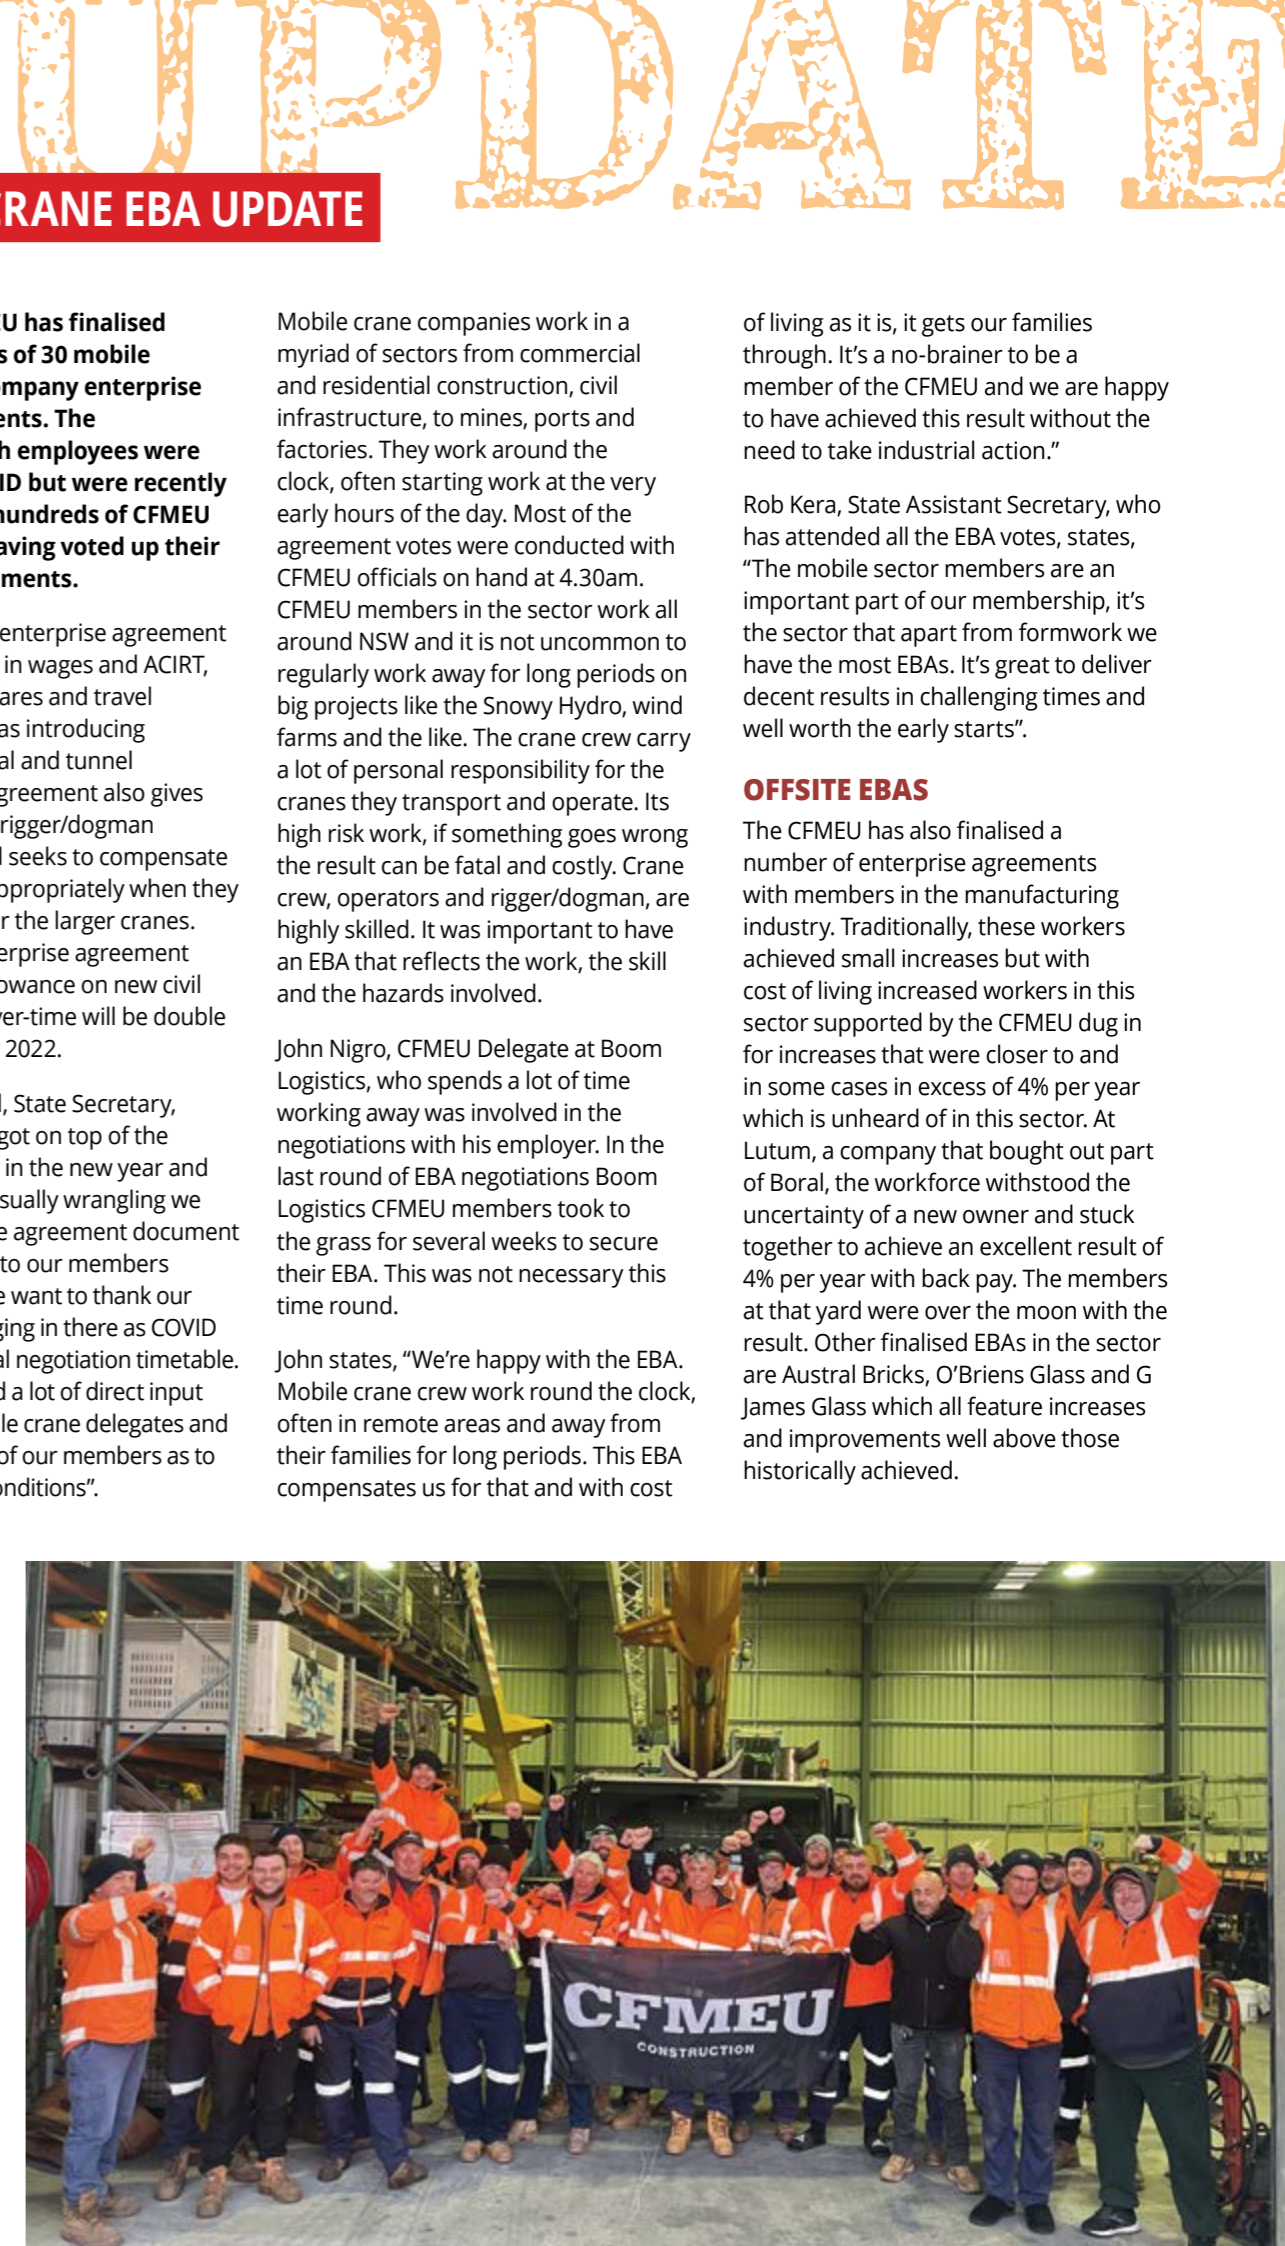 UPDATE
CRANE EBA UPDATE
has finalised
s of 30 mobile
enterprise
The
h employees were
but were recently
hundreds of CFMEU
voted up their
enterprise agreement
in wages and ACIRT,
and travel
as introducing
and tunnel
also gives
rigger/dogman
seeks to compensate
when they
r the larger cranes.
agreement
on new civil
will be double
2022.
, State Secretary,
got on top of the
in the new year and
wrangling we
e agreement document
to our members
e want to thank our
in there as COVID
negotiation timetable.
a lot of direct input
crane delegates and
of our members as to
Mobile crane companies work in a
myriad of sectors from commercial
and residential construction, civil
infrastructure, to mines, ports and
factories. They work around the
clock, often starting work at the very
early hours of the day. Most of the
agreement votes were conducted with
CFMEU officials on hand at 4.30am.
CFMEU members in the sector work all
around NSW and it is not uncommon to
regularly work away for long periods on
big projects like the Snowy Hydro, wind
farms and the like. The crane crew carry
a lot of personal responsibility for the
cranes they transport and operate. Its
high risk work, if something goes wrong
the result can be fatal and costly. Crane
crew, operators and rigger/dogman, are
highly skilled. It was important to have
an EBA that reflects the work, the skill
and the hazards involved.
John Nigro, CFMEU Delegate at Boom
Logistics, who spends a lot of time
working away was involved in the
negotiations with his employer. In the
last round of EBA negotiations Boom
Logistics CFMEU members took to
the grass for several weeks to secure
their EBA. This was not necessary this
time round.
John states, “We’re happy with the EBA.
Mobile crane crew work round the clock,
often in remote areas and away from
their families for long periods. This EBA
compensates us for that and with cost
of living as it is, it gets our families
through. It’s a no-brainer to be a
member of the CFMEU and we are happy
to have achieved this result without the
need to take industrial action.”
Rob Kera, State Assistant Secretary, who
has attended all the EBA votes, states,
“The mobile sector members are an
important part of our membership, it’s
the sector that apart from formwork we
have the most EBAs. It’s great to deliver
decent results in challenging times and
well worth the early starts”.
OFFSITE EBAS
The CFMEU has also finalised a
number of enterprise agreements
with members in the manufacturing
industry. Traditionally, these workers
achieved small increases but with
cost of living increased workers in this
sector supported by the CFMEU dug in
for increases that were closer to and
in some cases in excess of 4% per year
which is unheard of in this sector. At
Lutum, a company that bought out part
of Boral, the workforce withstood the
uncertainty of a new owner and stuck
together to achieve an excellent result of
4% per year with back pay. The members
at that yard were over the moon with the
result. Other finalised EBAs in the sector
are Austral Bricks, O’Briens Glass and G
James Glass which all feature increases
and improvements well above those
historically achieved.
CFMEU
CONSTRUCTION